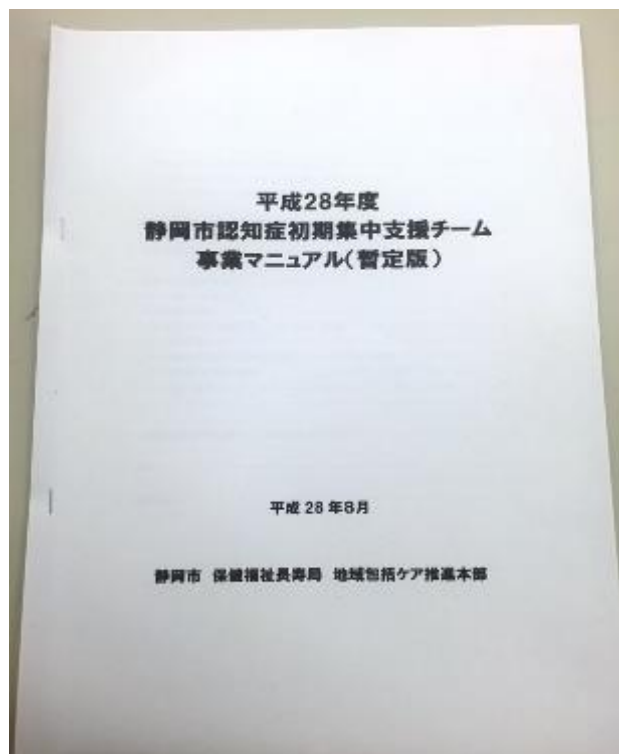 平成28年度
静岡市認知症初期集中支援チーム
事業マニュアル(暫定版)
平成 28 年8月
静岡市 保健福祉長寿局 地域包括ケア推進本部